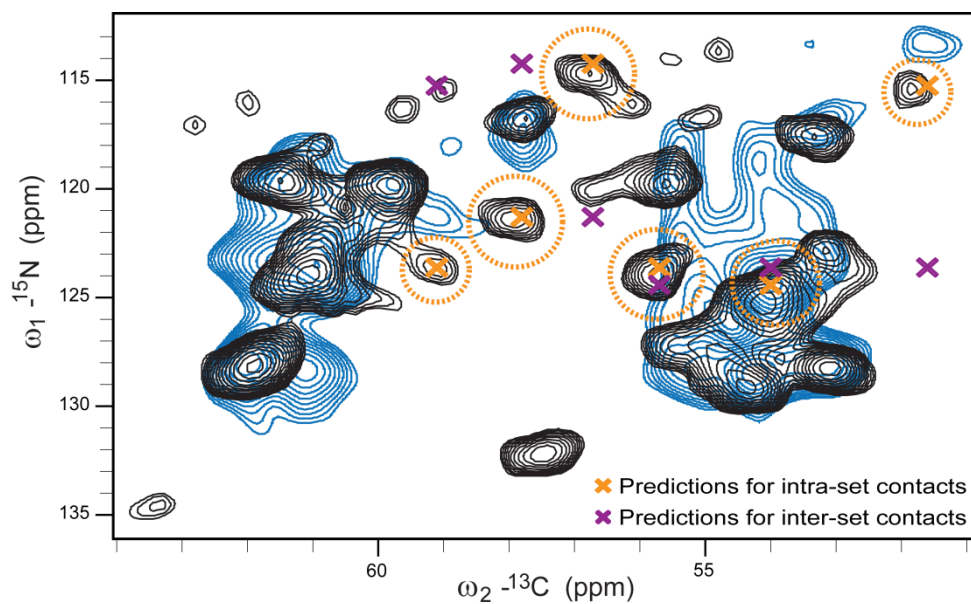 115
120
125
130
135
ω1 -15N (ppm)
Predictions for intra-set contacts
Predictions for inter-set contacts
60
55
ω2 -13C (ppm)